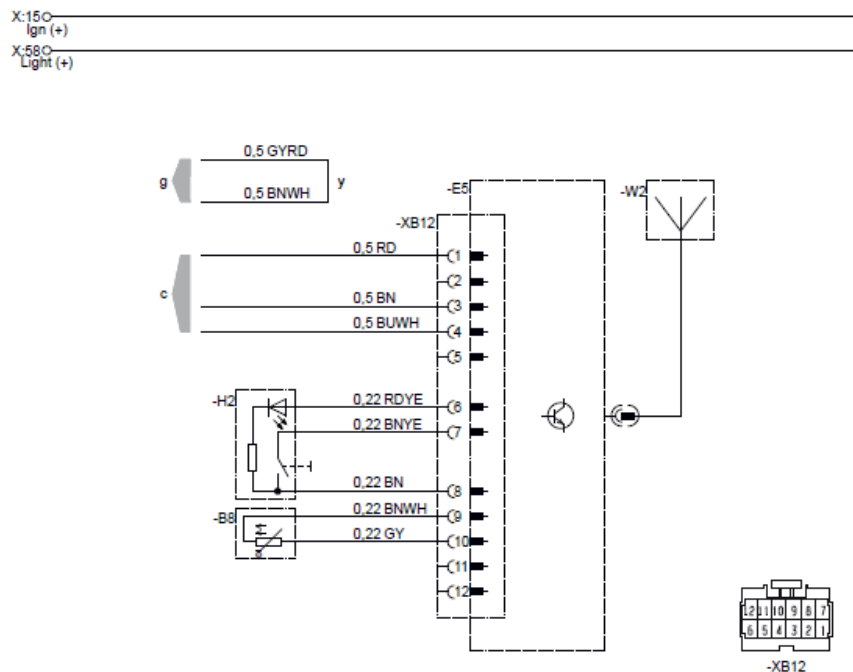 X:15
Ign (+)
X:58
Light (+)
0,5 GYRD
g
y
0,5 BNWH
-E5
-W2
-XB12
0,5 RD
1
2
c
0,5 BN
3
0,5 BUWH
4
5
-H2
0,22 RDYE
6
0,22 BNYE
7
0,22 BN
8
0,22 BNWH
9
-B8
0,22 GY
10
11
12
12 11 10 9 8 7
6 5 4 3 2 1
-XB12